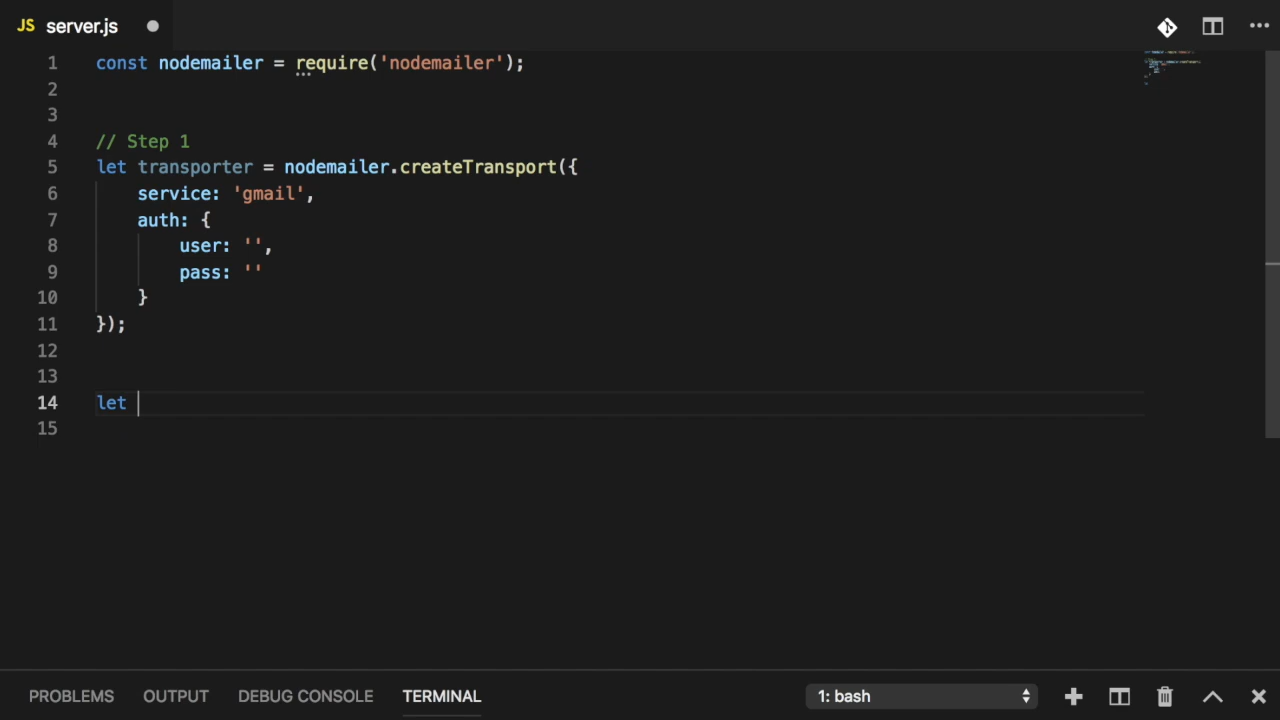 JS server.js
1 const nodemailer = require('nodemailer');
2
3
4 // Step 1
5 let transporter = nodemailer.createTransport({
6 service: 'gmail',
7 auth: {
8 user: '',
9 pass: ''
10 }
11 });
12
13
14 let
15
PROBLEMS OUTPUT DEBUG CONSOLE TERMINAL 1: bash